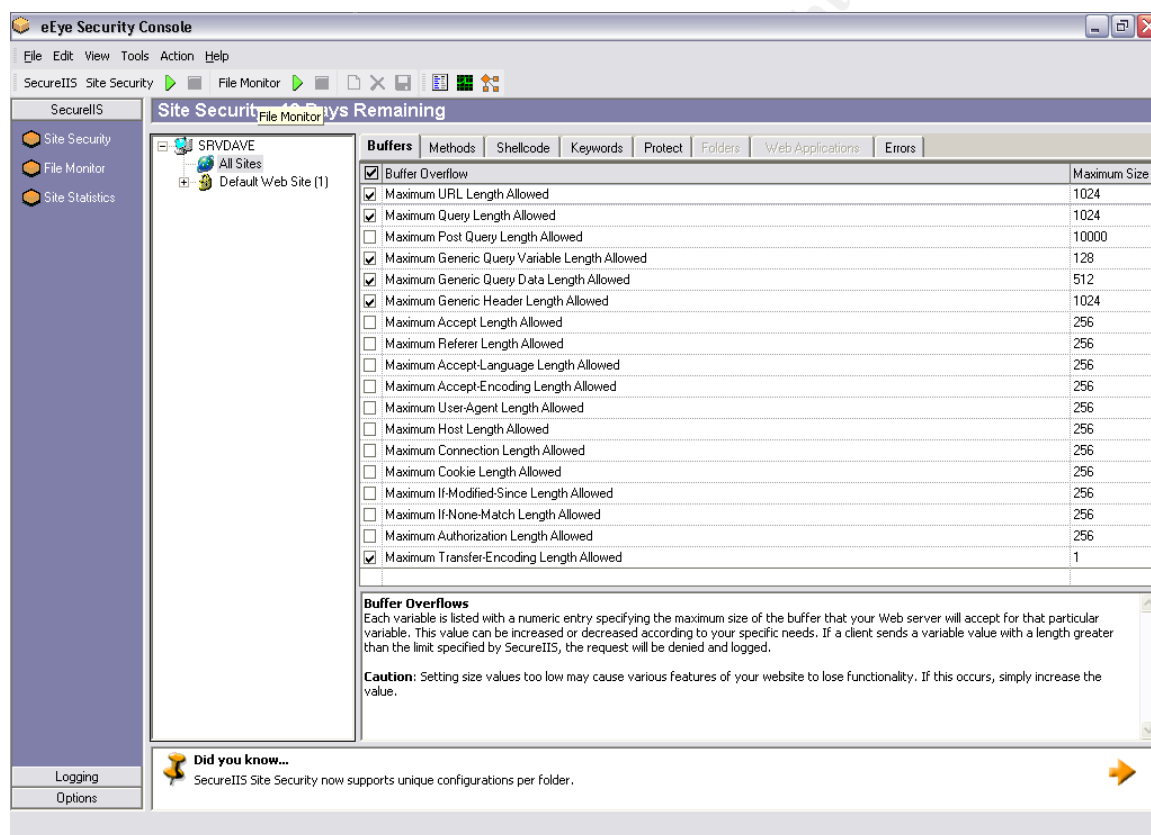 eEye Security Console
File Edit View Tools Action Help
SecureIIS Site Security File Monitor
SecureIIS
Site Security
File Monitor
Site Statistics
Logging
Options
Site Security Days Remaining
File Monitor
SRVDAVE
All Sites
Default Web Site (1)
Buffers Methods Shellcode Keywords Protect Folders Web Applications Errors
Buffer Overflow Maximum Size
Maximum URL Length Allowed 1024
Maximum Query Length Allowed 1024
Maximum Post Query Length Allowed 10000
Maximum Generic Query Variable Length Allowed 128
Maximum Generic Query Data Length Allowed 512
Maximum Generic Header Length Allowed 1024
Maximum Accept Length Allowed 256
Maximum Referer Length Allowed 256
Maximum Accept-Language Length Allowed 256
Maximum Accept-Encoding Length Allowed 256
Maximum User-Agent Length Allowed 256
Maximum Host Length Allowed 256
Maximum Connection Length Allowed 256
Maximum Cookie Length Allowed 256
Maximum If-Modified-Since Length Allowed 256
Maximum If-None-Match Length Allowed 256
Maximum Authorization Length Allowed 256
Maximum Transfer-Encoding Length Allowed 1
Buffer Overflows
Each variable is listed with a numeric entry specifying the maximum size of the buffer that your Web server will accept for that particular
variable. This value can be increased or decreased according to your specific needs. If a client sends a variable value with a length greater
than the limit specified by SecureIIS, the request will be denied and logged.
Caution: Setting size values too low may cause various features of your website to lose functionality. If this occurs, simply increase the
value.
Did you know...
SecureIIS Site Security now supports unique configurations per folder.